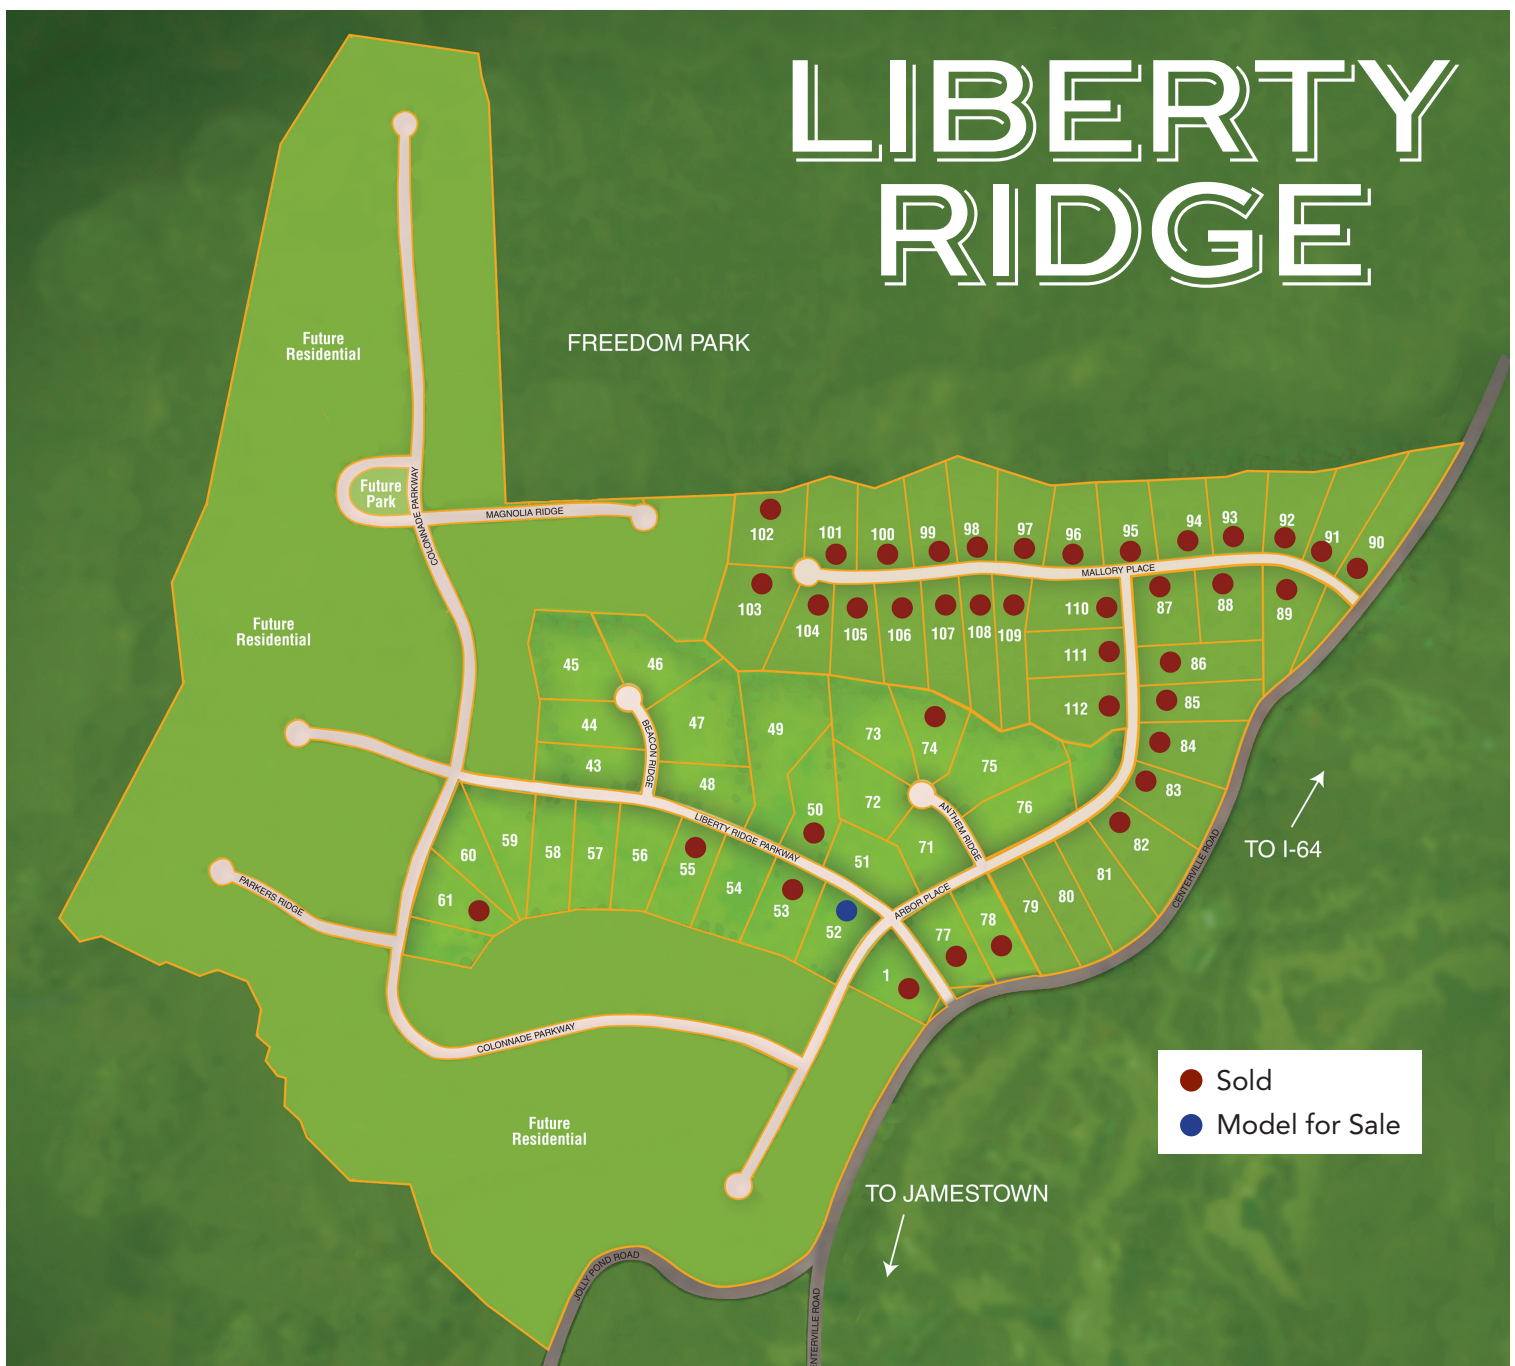 LIBERTY
RIDGE
FREEDOM PARK
Future
Residential
Future
Park
COLONNADE PARKWAY
MAGNOLIA RIDGE
Future
Residential
102
101
100
99
98
97
96
95
94
93
92
91
90
MALLORY PLACE
103
104
105
106
107
108
109
110
111
112
87
88
89
86
85
84
83
82
81
80
79
78
77
45
46
44
43
47
48
BEACON RIDGE
49
50
51
73
74
75
72
71
76
ANTHEM RIDGE
LIBERTY RIDGE PARKWAY
60
59
58
57
56
55
54
53
52
61
1
ARBOR PLACE
PARKERS RIDGE
COLONNADE PARKWAY
CENTERVILLE ROAD
TO I-64
Sold
Model for Sale
Future
Residential
TO JAMESTOWN
JOLLY POND ROAD
ENTERVILLE ROAD